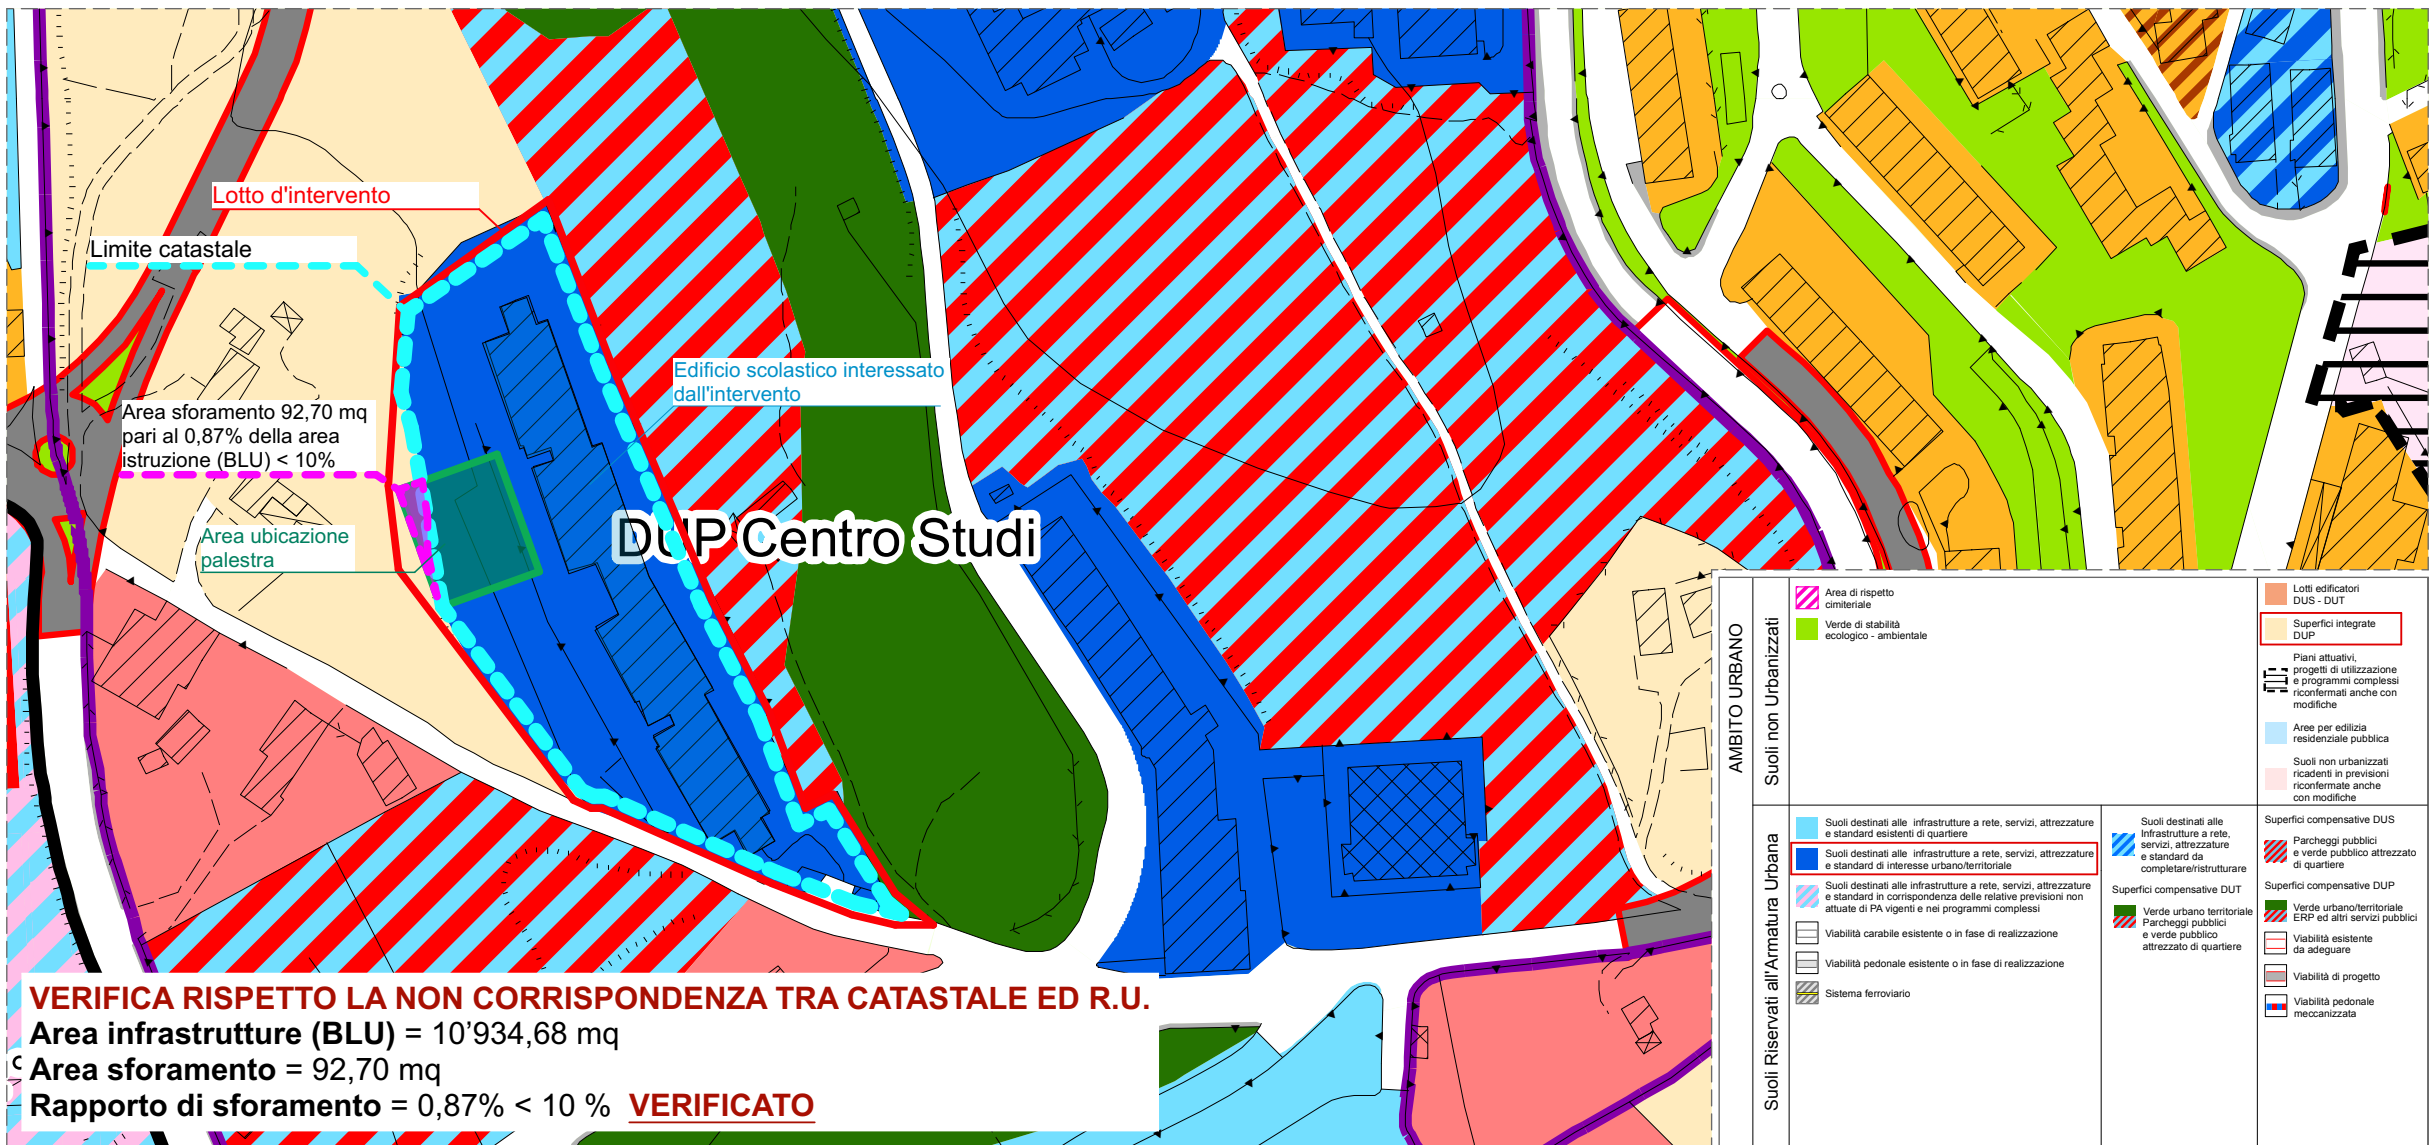 Lotto d'intervento
Limite catastale
Edificio scolastico interessato
dall'intervento
Area sforamento 92,70 mq
pari al 0,87% della area
istruzione (BLU) < 10%
Area ubicazione
palestra
DUP Centro Studi
VERIFICA RISPETTO LA NON CORRISPONDENZA TRA CATASTALE ED R.U.
Area infrastrutture (BLU) = 10'934,68 mq
Area sforamento = 92,70 mq
Rapporto di sforamento = 0,87% < 10 % VERIFICATO
AMBITO URBANO
Suoli non Urbanizzati
Area di rispetto
cimiteriale
Verde di stabilità
ecologico - ambientale
Lotti edificatori
DUS - DUT
Superfici integrate
DUP
Piani attuativi,
progetti di utilizzazione
e programmi complessi
riconfermati anche con
modifiche
Aree per edilizia
residenziale pubblica
Suoli non urbanizzati
ricadenti in previsioni
riconfermate anche
con modifiche
Suoli Riservati all'Armatura Urbana
Suoli destinati alle infrastrutture a rete, servizi, attrezzature
e standard esistenti di quartiere
Suoli destinati alle infrastrutture a rete, servizi, attrezzature
e standard di interesse urbano/territoriale
Suoli destinati alle infrastrutture a rete, servizi, attrezzature
e standard in corrispondenza delle relative previsioni non
attuate di PA vigenti e nei programmi complessi
Viabilità carabile esistente o in fase di realizzazione
Viabilità pedonale esistente o in fase di realizzazione
Sistema ferroviario
Suoli destinati alle
Infrastrutture a rete,
servizi, attrezzature
e standard da
completare/ristrutturare
Superfici compensative DUT
Verde urbano territoriale
Parcheggi pubblici
e verde pubblico
attrezzato di quartiere
Superfici compensative DUS
Parcheggi pubblici
e verde pubblico attrezzato
di quartiere
Superfici compensative DUP
Verde urbano/territoriale
ERP ed altri servizi pubblici
Viabilità esistente
da adeguare
Viabilità di progetto
Viabilità pedonale
meccanizzata